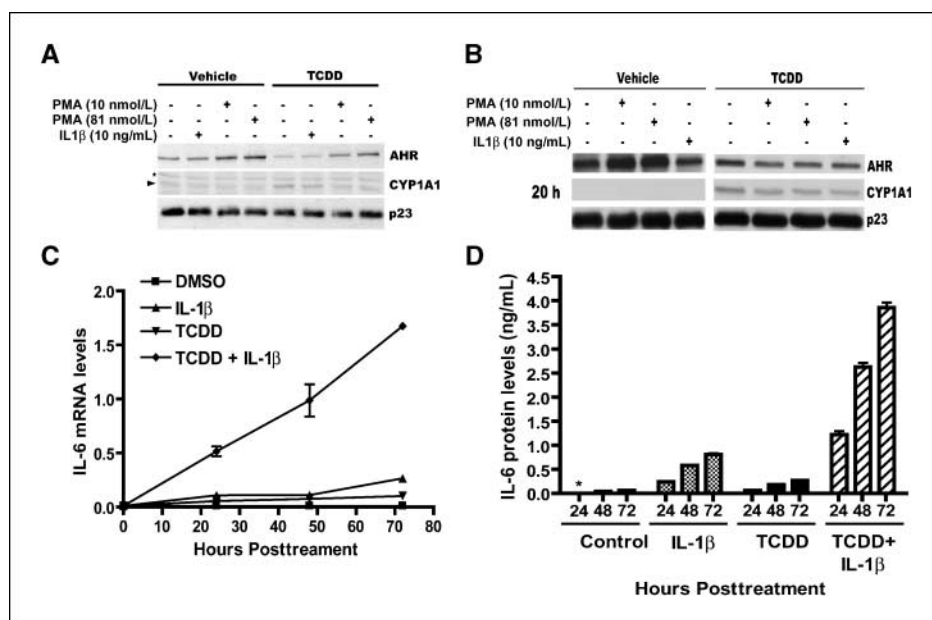 A
Vehicle TCDD
PMA (10 nmol/L) - - + - - - + -
PMA (81 nmol/L) - - - + - - - +
IL1β (10 ng/mL) - + - - - + - -
AHR
*
CYP1A1
p23
B
Vehicle TCDD
PMA (10 nmol/L) - + - - - + - -
PMA (81 nmol/L) - - + - - - + -
IL1β (10 ng/mL) - - - + - - - +
AHR
20 h CYP1A1
p23
C
DMSO
IL-1β
TCDD
TCDD + IL-1β
IL-6 mRNA levels
2.0
1.5
1.0
0.5
0.0
0 10 20 30 40 50 60 70 80
Hours Posttreament
D
IL-6 protein levels (ng/mL)
4.5
4.0
3.5
3.0
2.5
2.0
1.5
1.0
0.5
0.0
*
24 48 72 24 48 72 24 48 72 24 48 72
Control IL-1β TCDD TCDD+
IL-1β
Hours Posttreatment